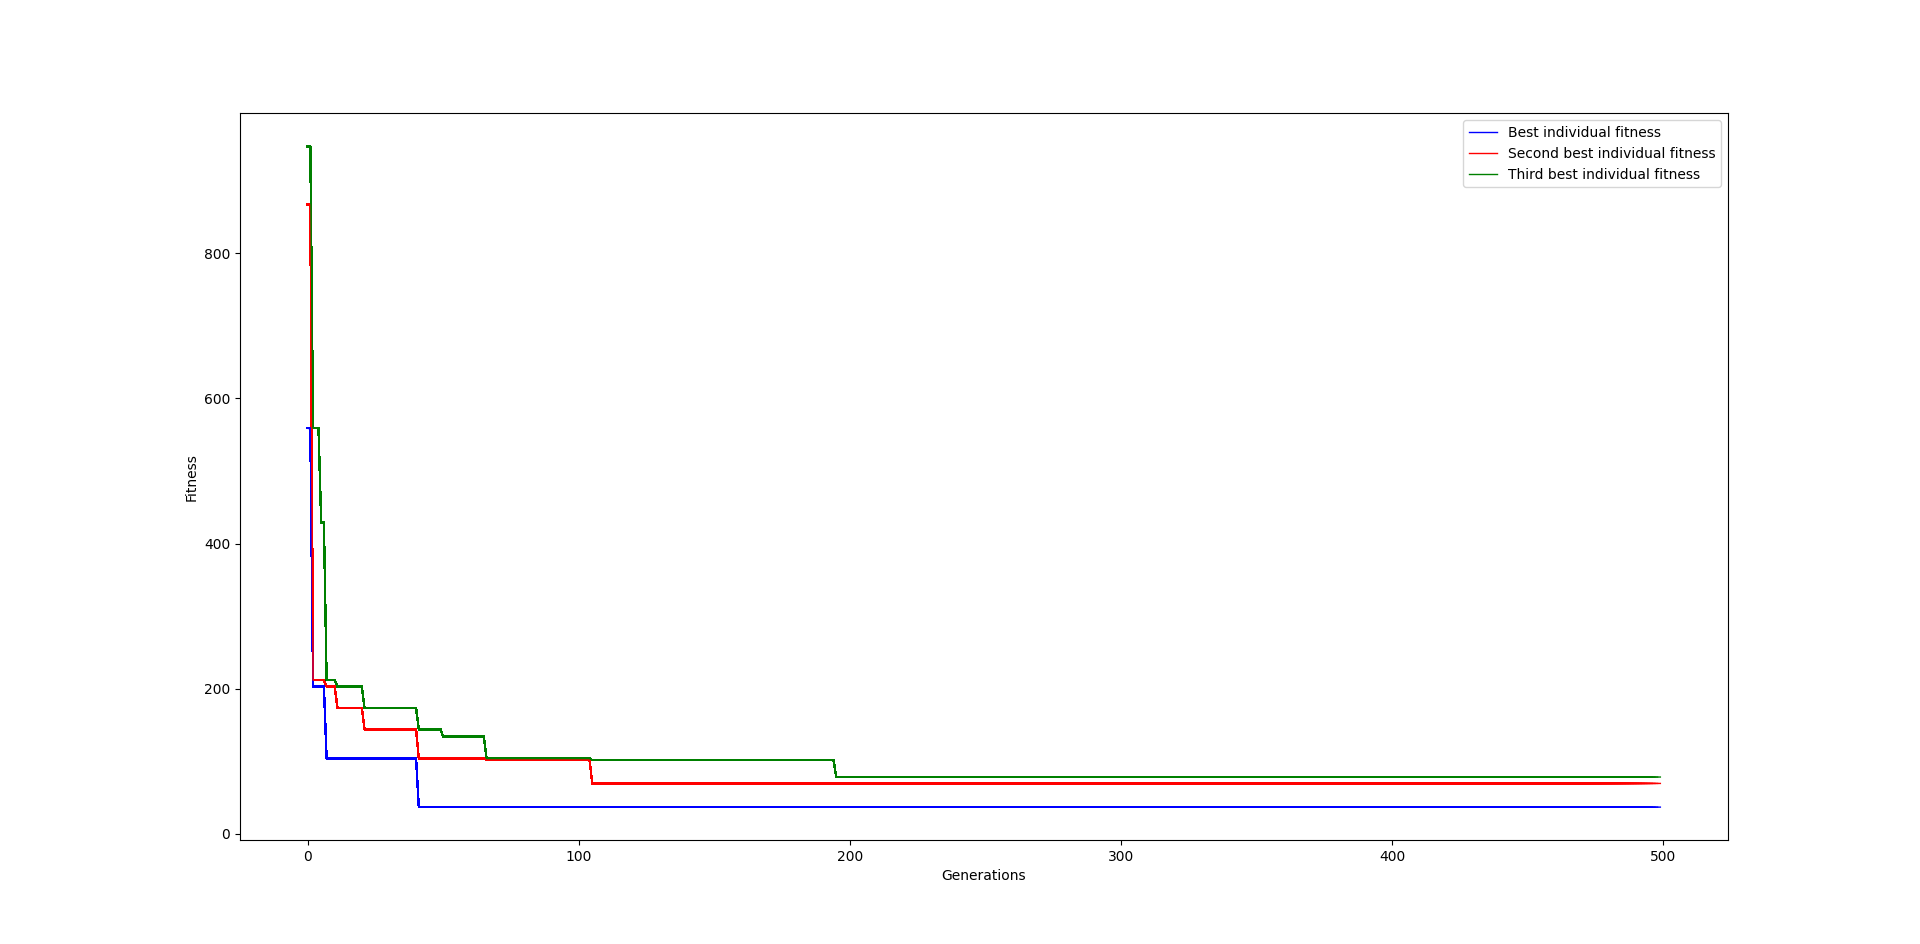 Best individual fitness
Second best individual fitness
Third best individual fitness
800
600
400
200
0
Fitness
0 100 200 300 400 500
Generations